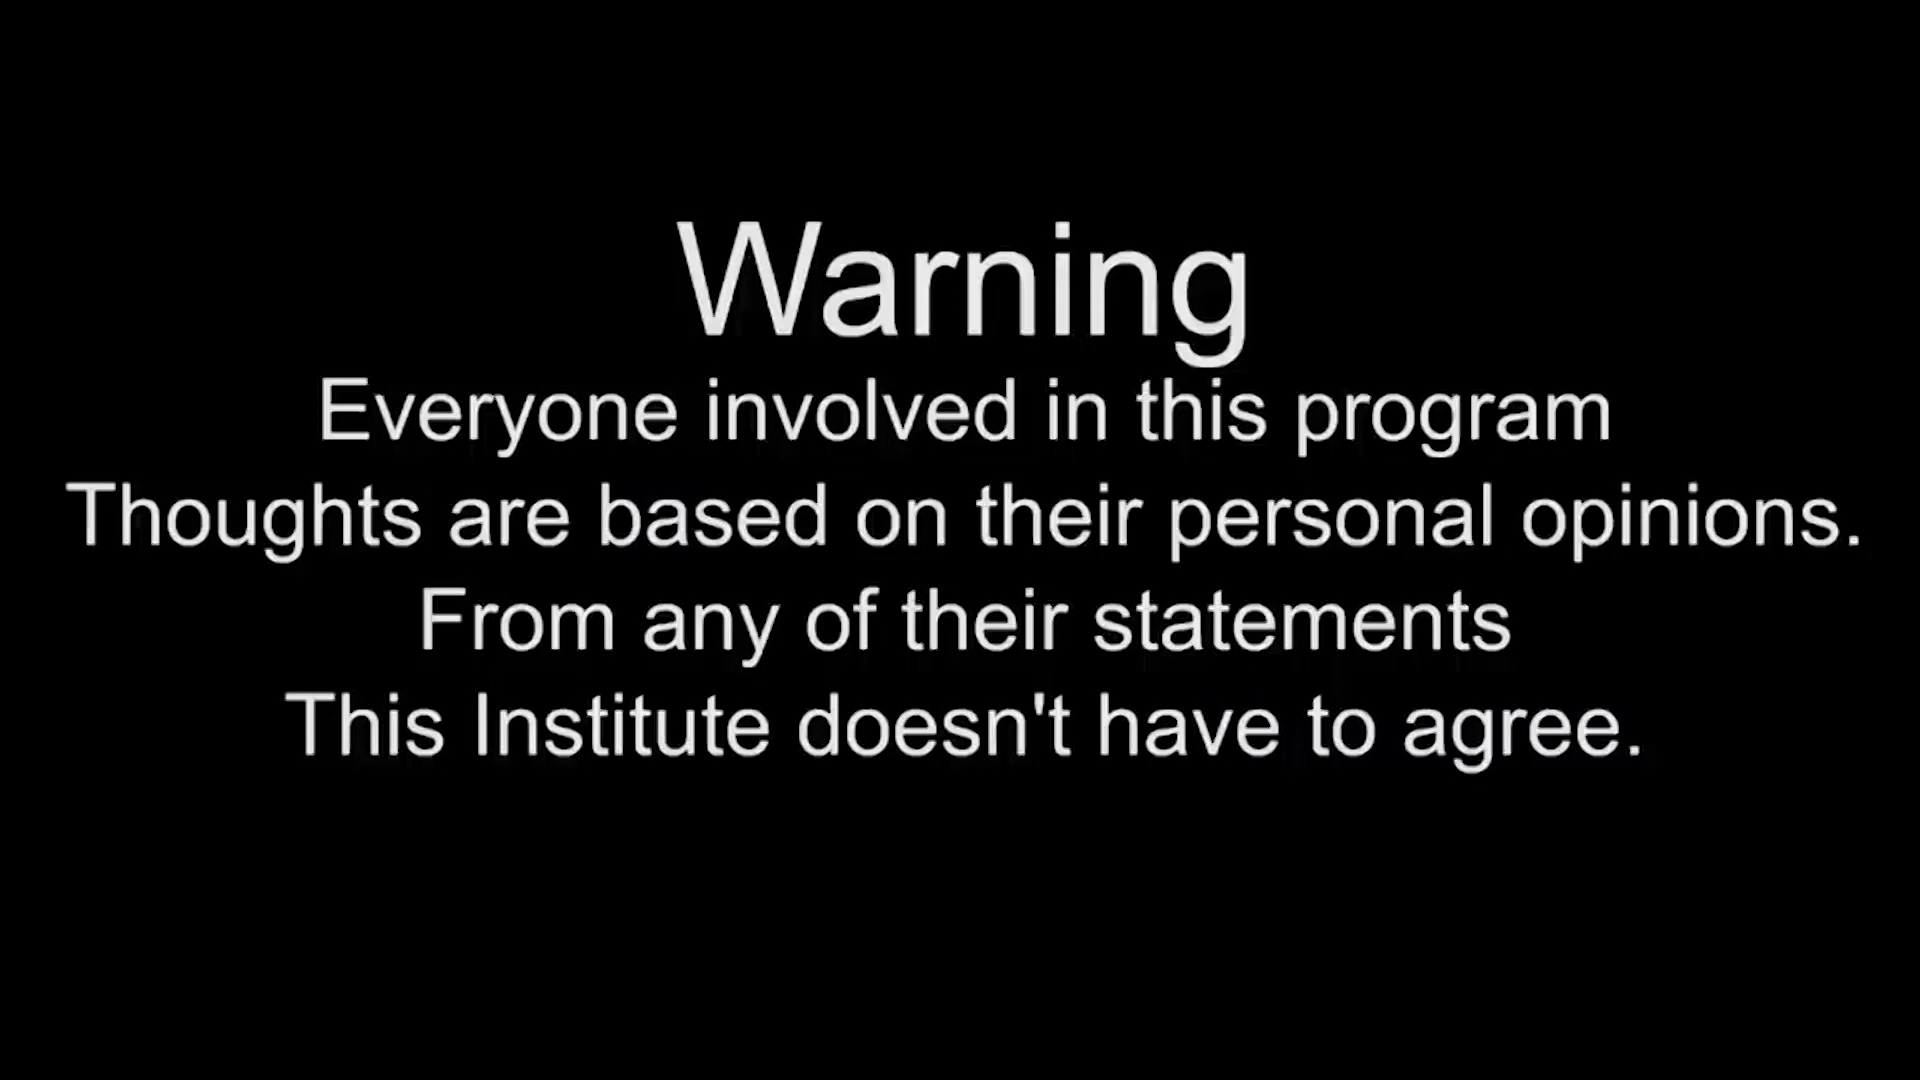 Warning
Everyone involved in this program
Thoughts are based on their personal opinions.
From any of their statements
This Institute doesn't have to agree.